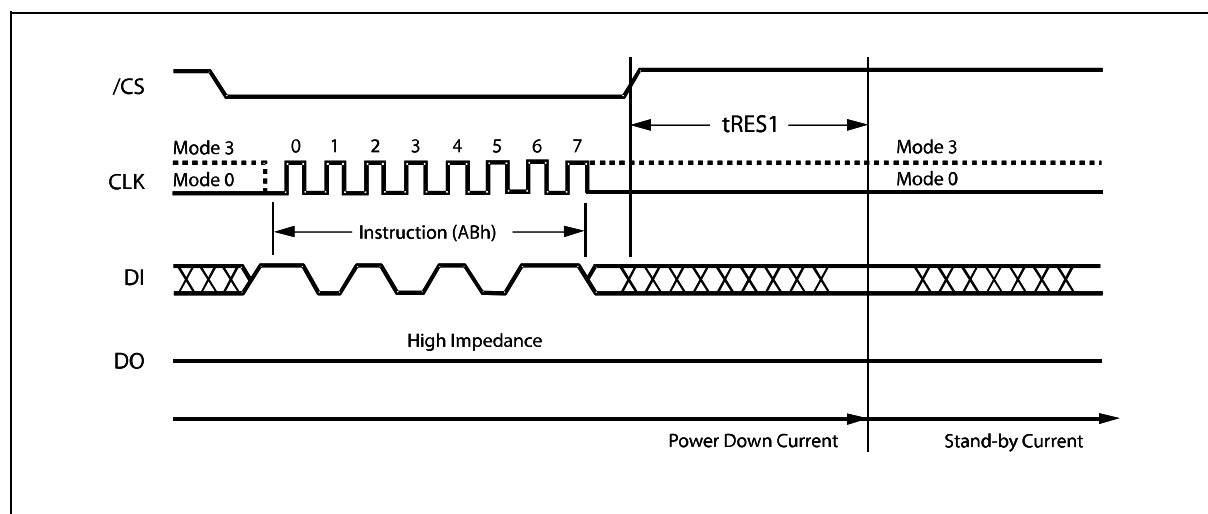 /CS
tRES1
Mode 3
0 1 2 3 4 5 6 7
Mode 3
CLK
Mode 0
Mode 0
Instruction (ABh)
DI
High Impedance
DO
Power Down Current
Stand-by Current